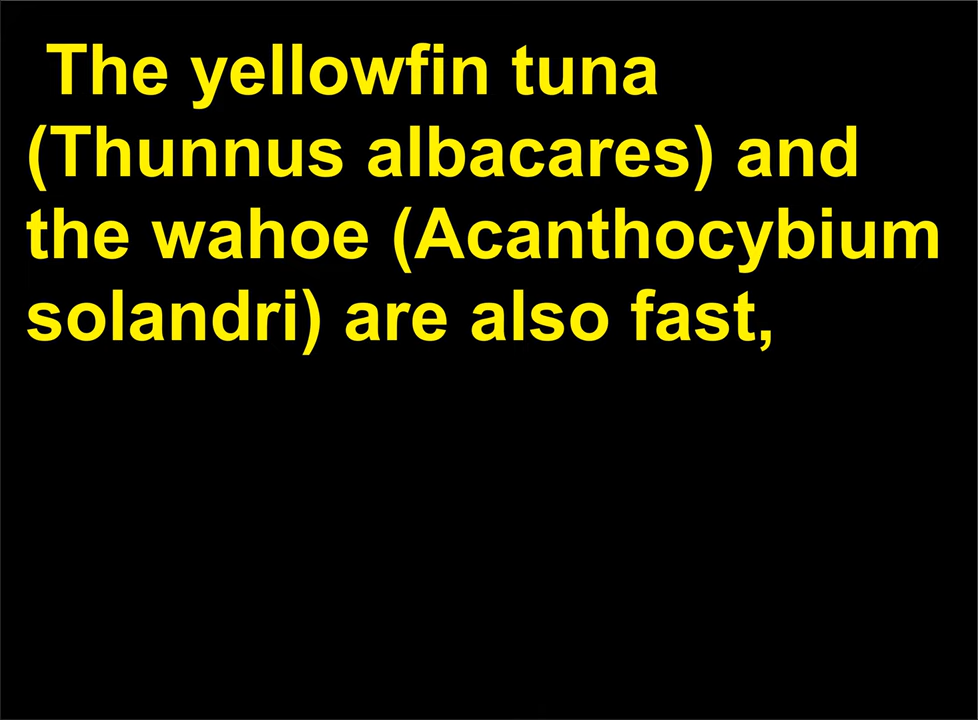 The yellowfin tuna
(Thunnus albacares) and
the wahoe (Acanthocybium
solandri) are also fast,